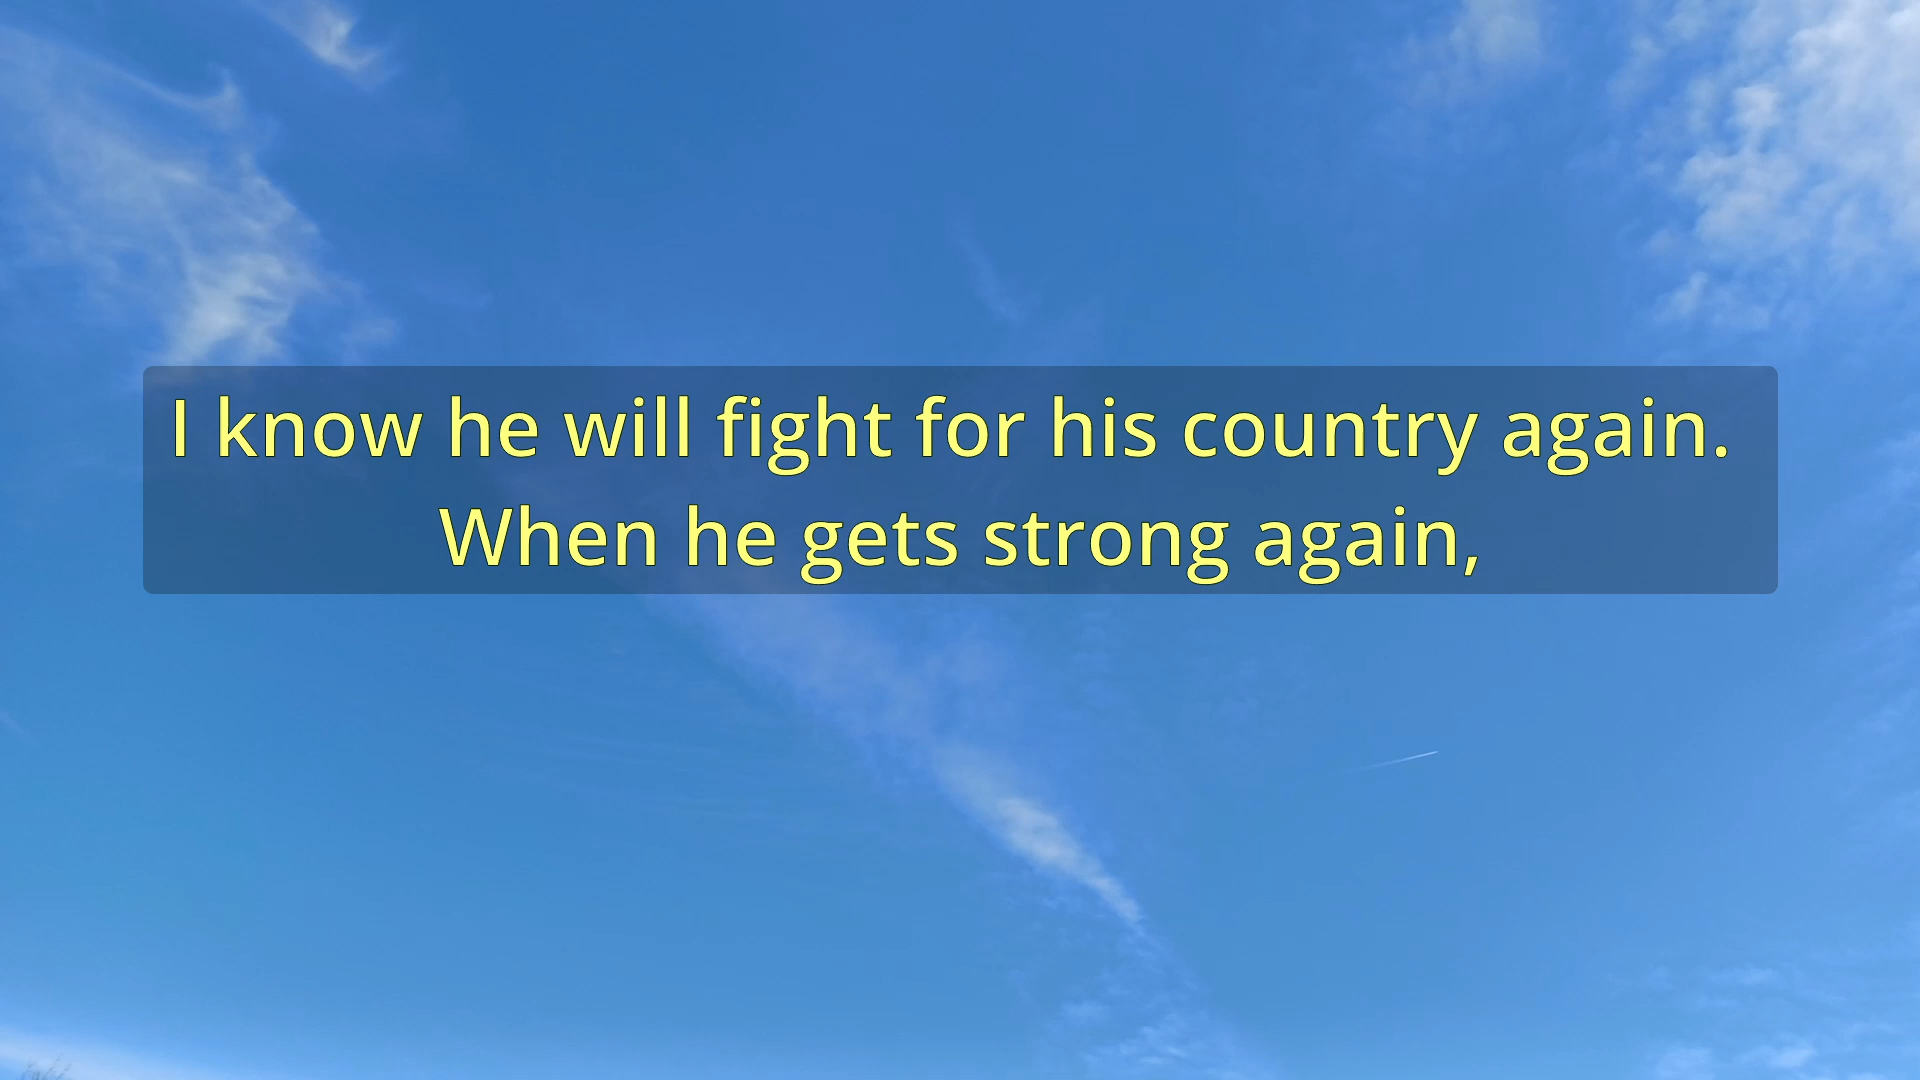 I know he will fight for his country again.
When he gets strong again,